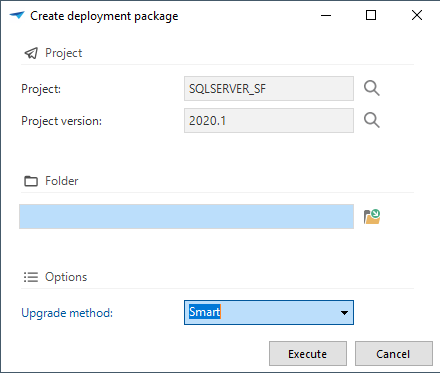 Create deployment package
Project
Project: SQLSERVER_SF
Project version: 2020.1
Folder
Options
Upgrade method: Smart
Execute Cancel